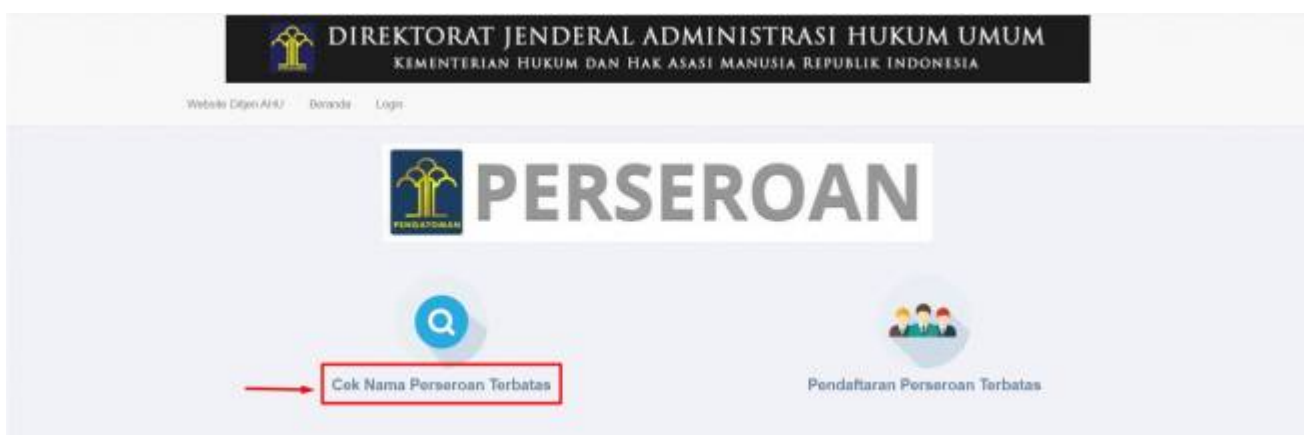 DIREKTORAT JENDERAL ADMINISTRASI HUKUM UMUM
KEMENTERIAN HUKUM DAN HAK ASASI MANUSIA REPUBLIK INDONESIA
Website Ditjen AHU Beranda Login
PENGAYOMAN
PERSEROAN
Cek Nama Perseroan Terbatas
Pendaftaran Perseroan Terbatas